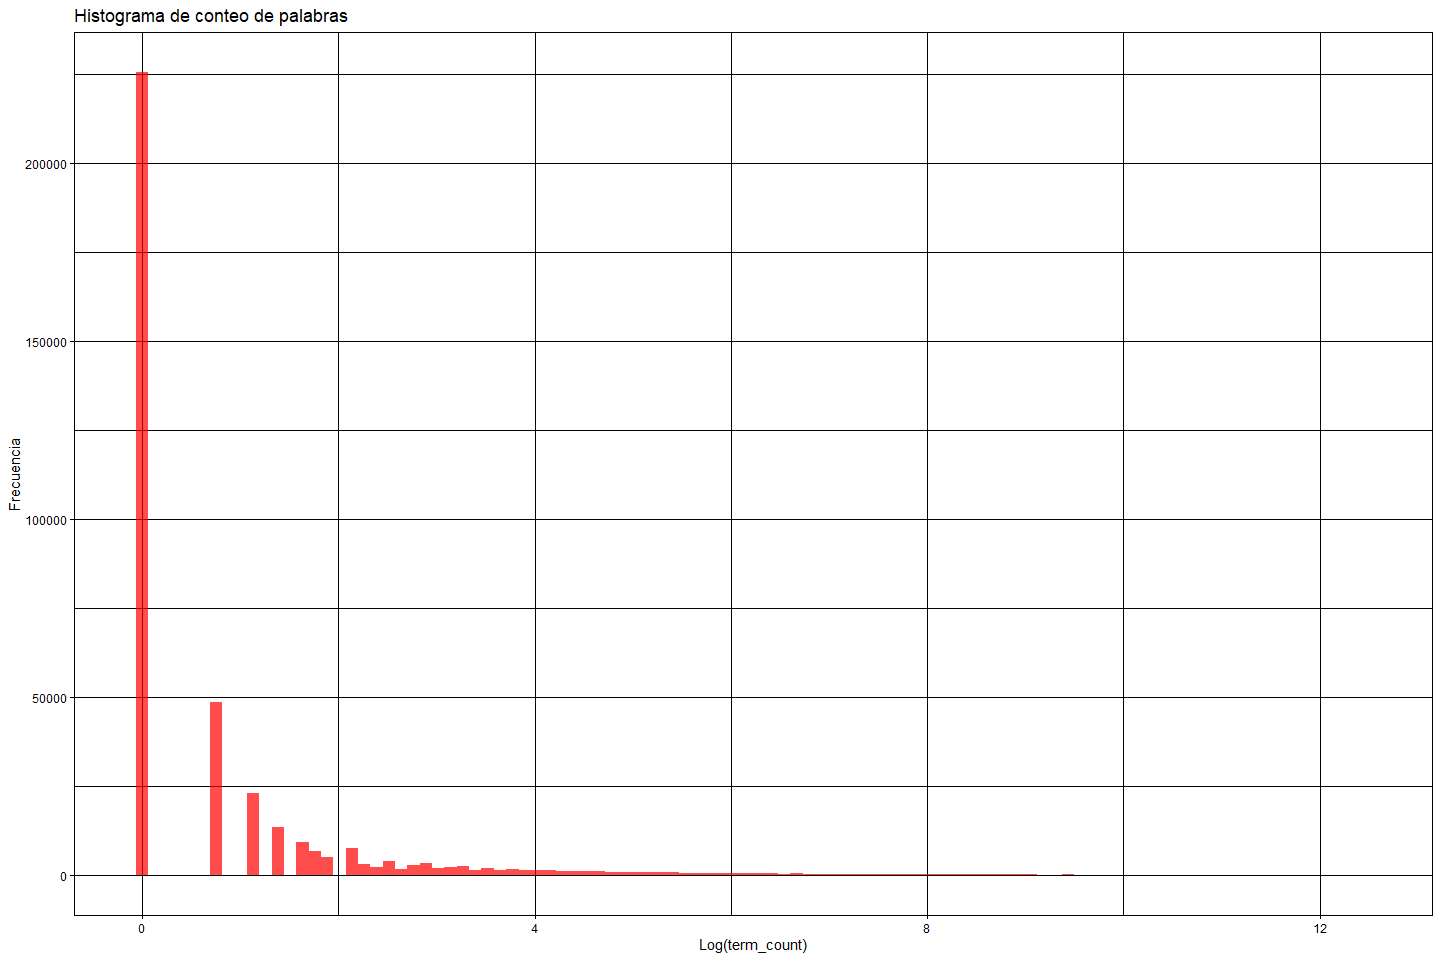 Histograma de conteo de palabras
Frecuencia
200000
150000
100000
50000
0
0 4 8 12
Log(term_count)